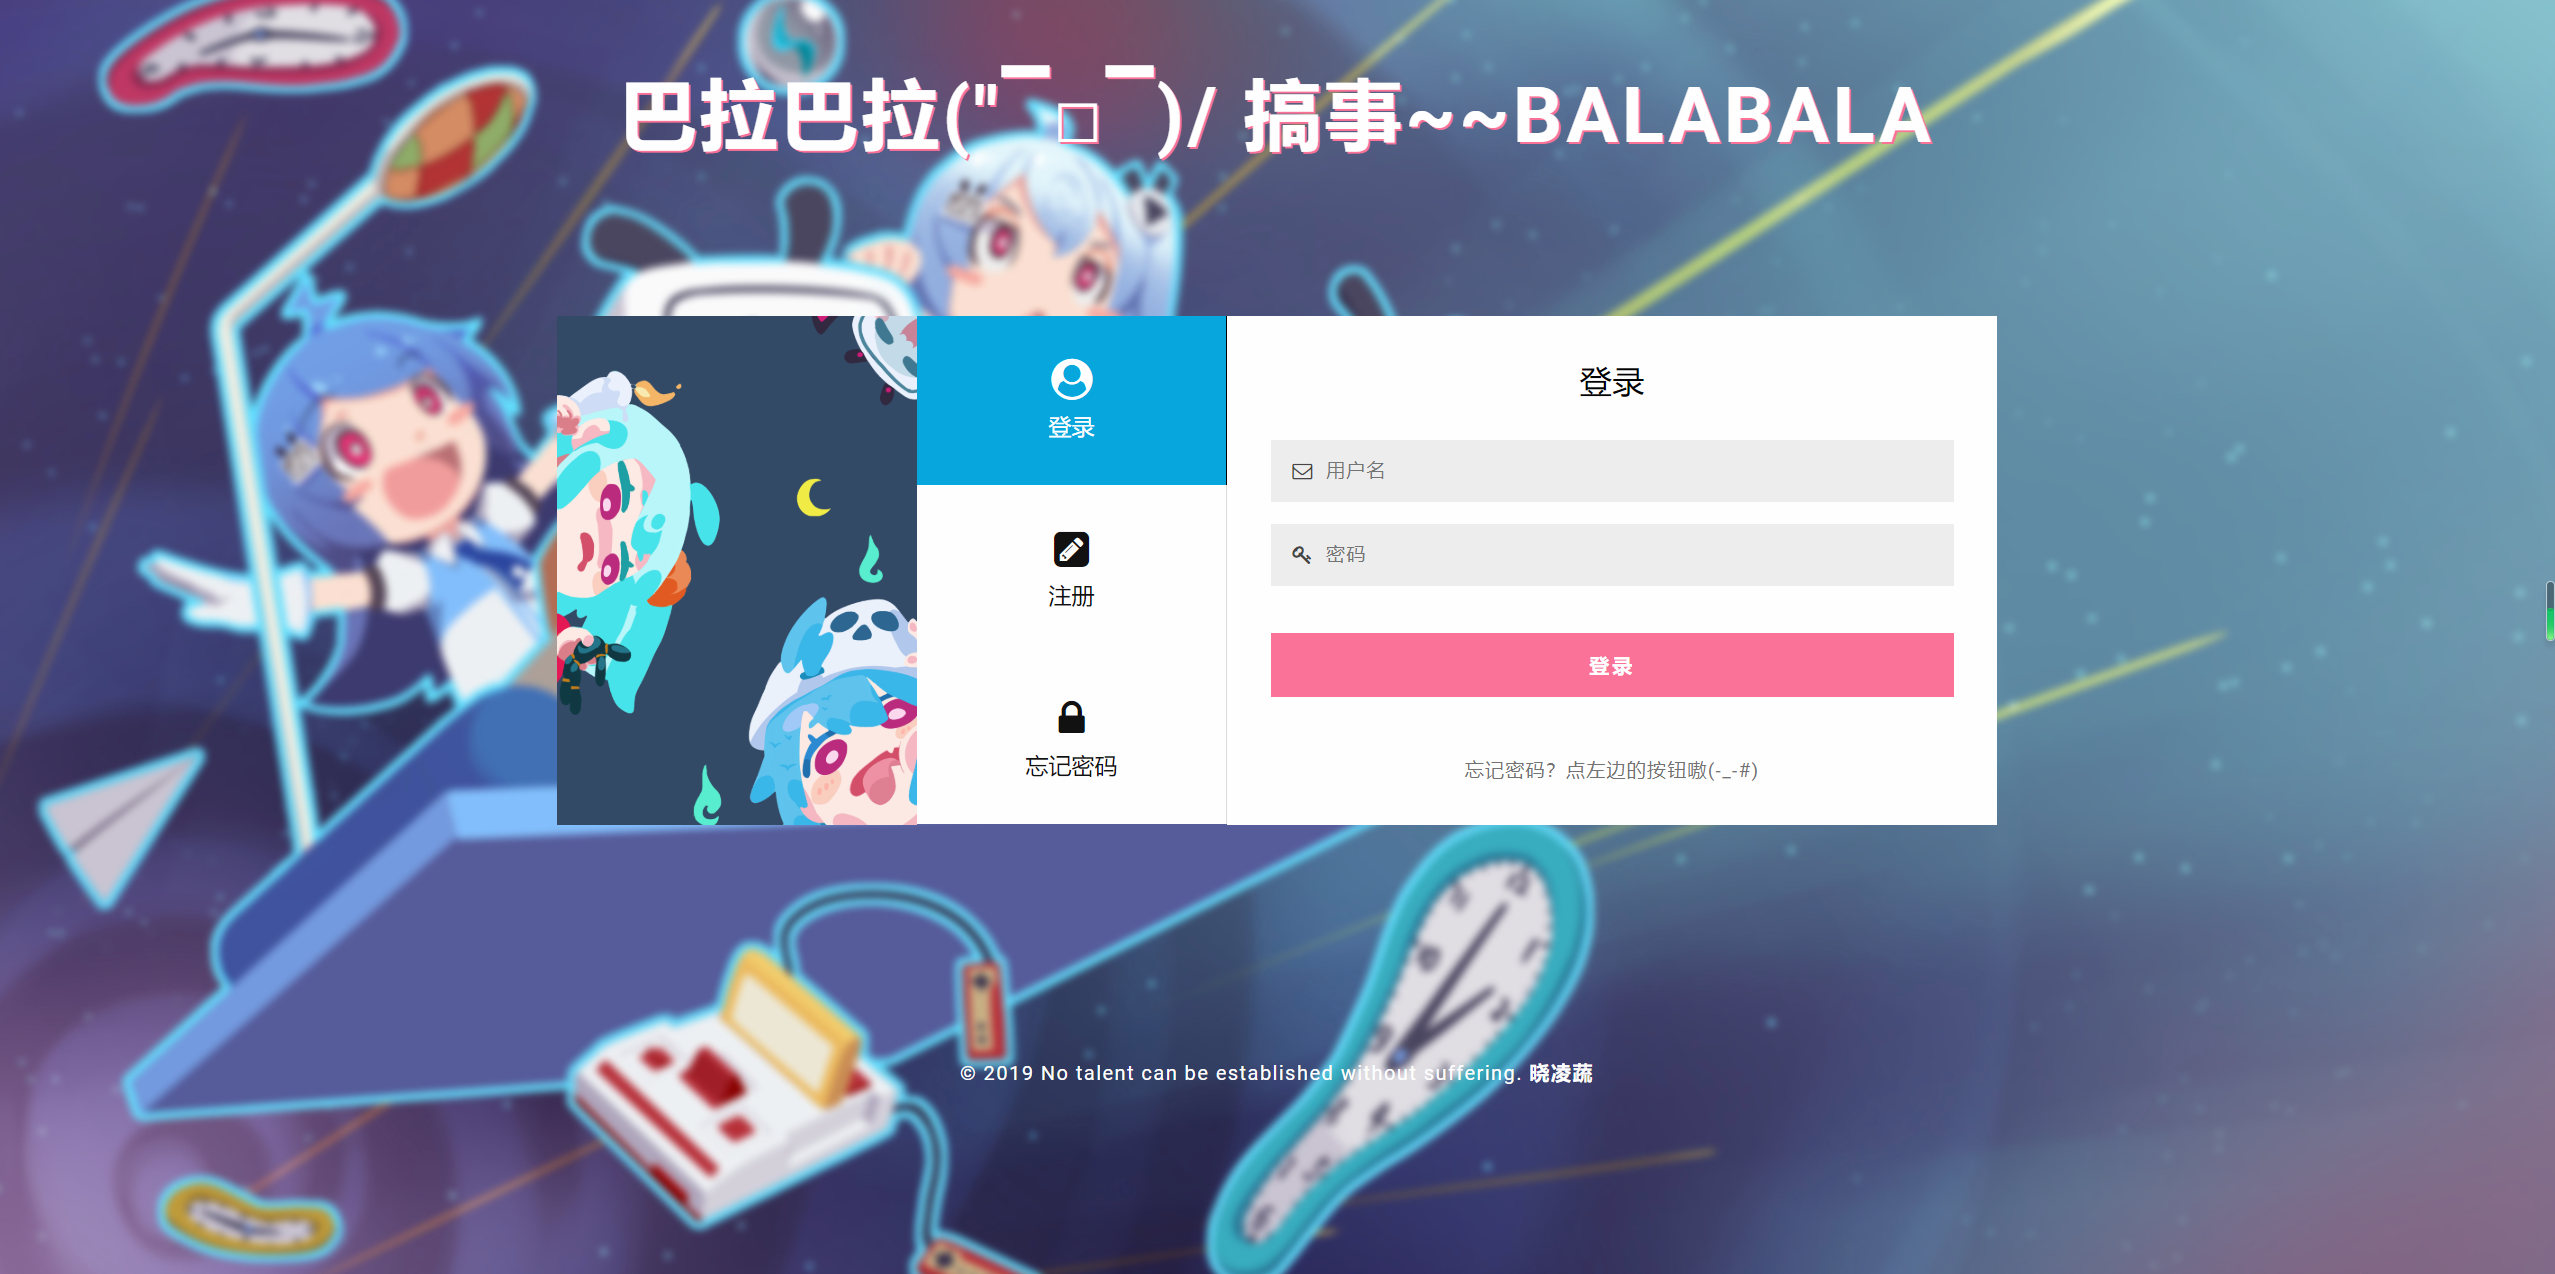 巴拉巴拉("▔□▔)/ 搞事~~BALABALA
登录
注册
忘记密码
登录
用户名
密码
登录
忘记密码？点左边的按钮嗷(-_-#)
© 2019 No talent can be established without suffering. 晓凌蔬